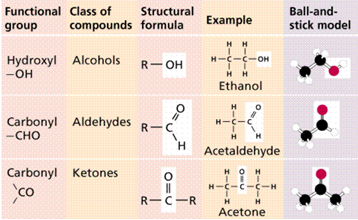 Functional group Class of compounds Structural formula Example Ball-and-stick model
Hydroxyl
–OH
Alcohols
R–OH
H H
H–C–C–OH
H H
Ethanol
Carbonyl
–CHO
Aldehydes
O
R–C
H
H O
H–C–C
H H
Acetaldehyde
Carbonyl
CO
Ketones
O
R–C–R
H O H
H–C–C–C–H
H H
Acetone